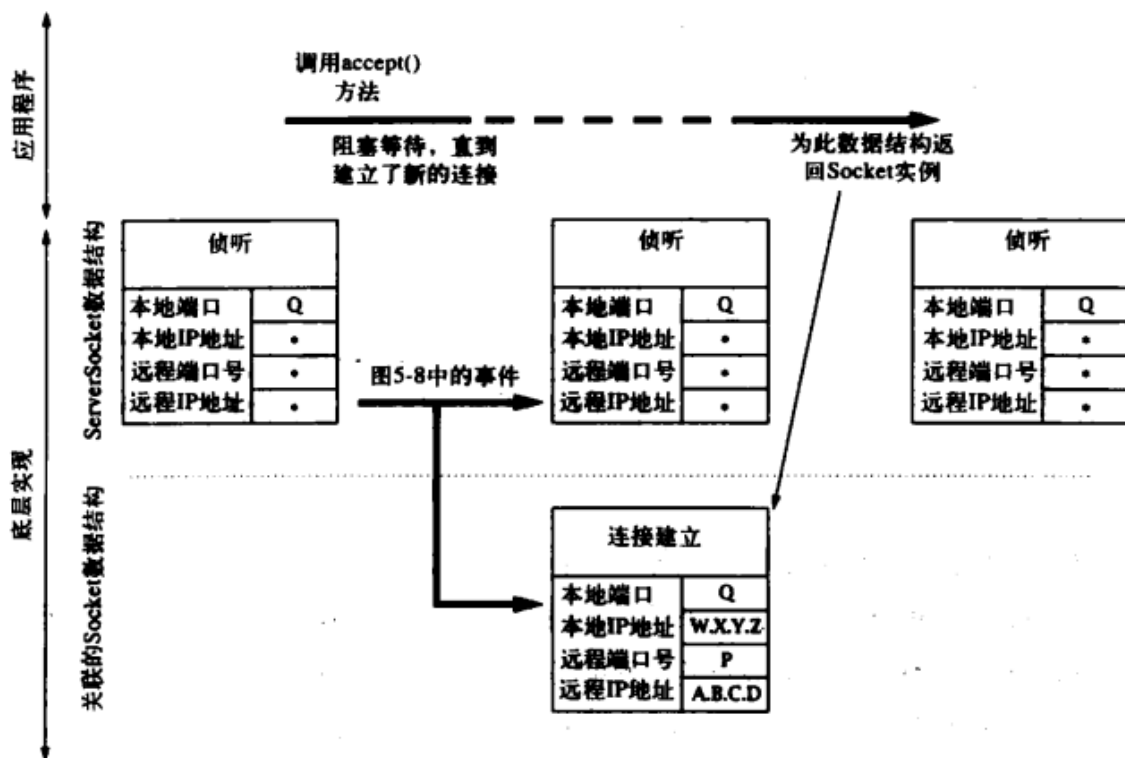 应用程序
调用accept()
方法
阻塞等待，直到
建立了新的连接
为此数据结构返
回Socket实例
底层实现
ServerSocket数据结构
侦听
本地端口 Q
本地IP地址 *
远程端口号 *
远程IP地址 *
图5-8中的事件
侦听
本地端口 Q
本地IP地址 *
远程端口号 *
远程IP地址 *
侦听
本地端口 Q
本地IP地址 *
远程端口号 *
远程IP地址 *
关联的Socket数据结构
连接建立
本地端口 Q
本地IP地址 W.X.Y.Z
远程端口号 P
远程IP地址 A.B.C.D